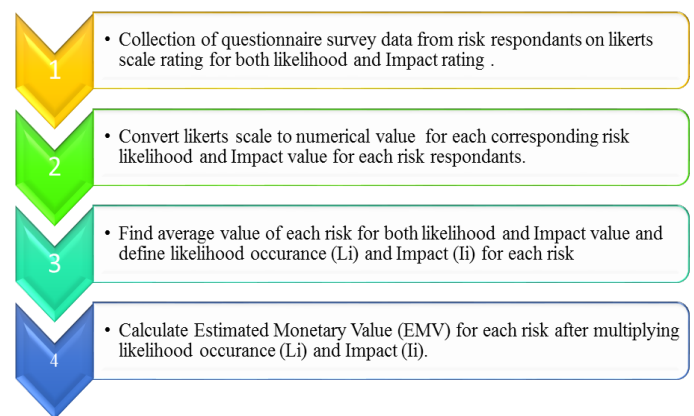 1
• Collection of questionnaire survey data from risk respondants on likerts
scale rating for both likelihood and Impact rating .
2
• Convert likerts scale to numerical value for each corresponding risk
likelihood and Impact value for each risk respondants.
3
• Find average value of each risk for both likelihood and Impact value and
define likelihood occurance (Li) and Impact (Ii) for each risk
4
• Calculate Estimated Monetary Value (EMV) for each risk after multiplying
likelihood occurance (Li) and Impact (Ii).